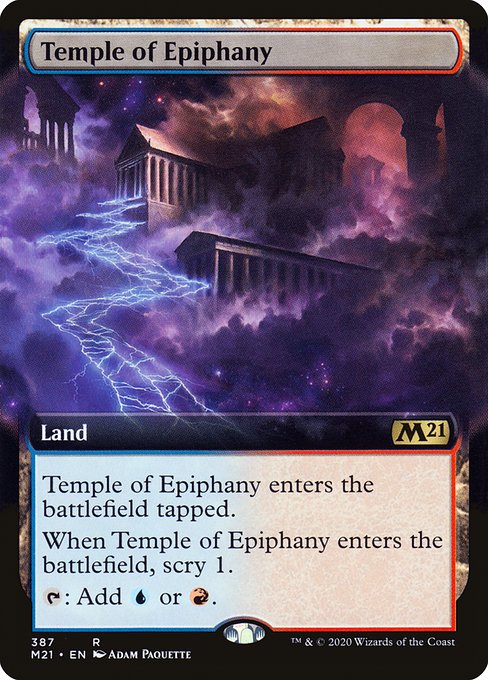 Temple of Epiphany
Land
M21
Temple of Epiphany enters the
battlefield tapped.
When Temple of Epiphany enters the
battlefield, scry 1.
: Add or .
387 R
M21 • EN Adam Paquette
™ & © 2020 Wizards of the Coast